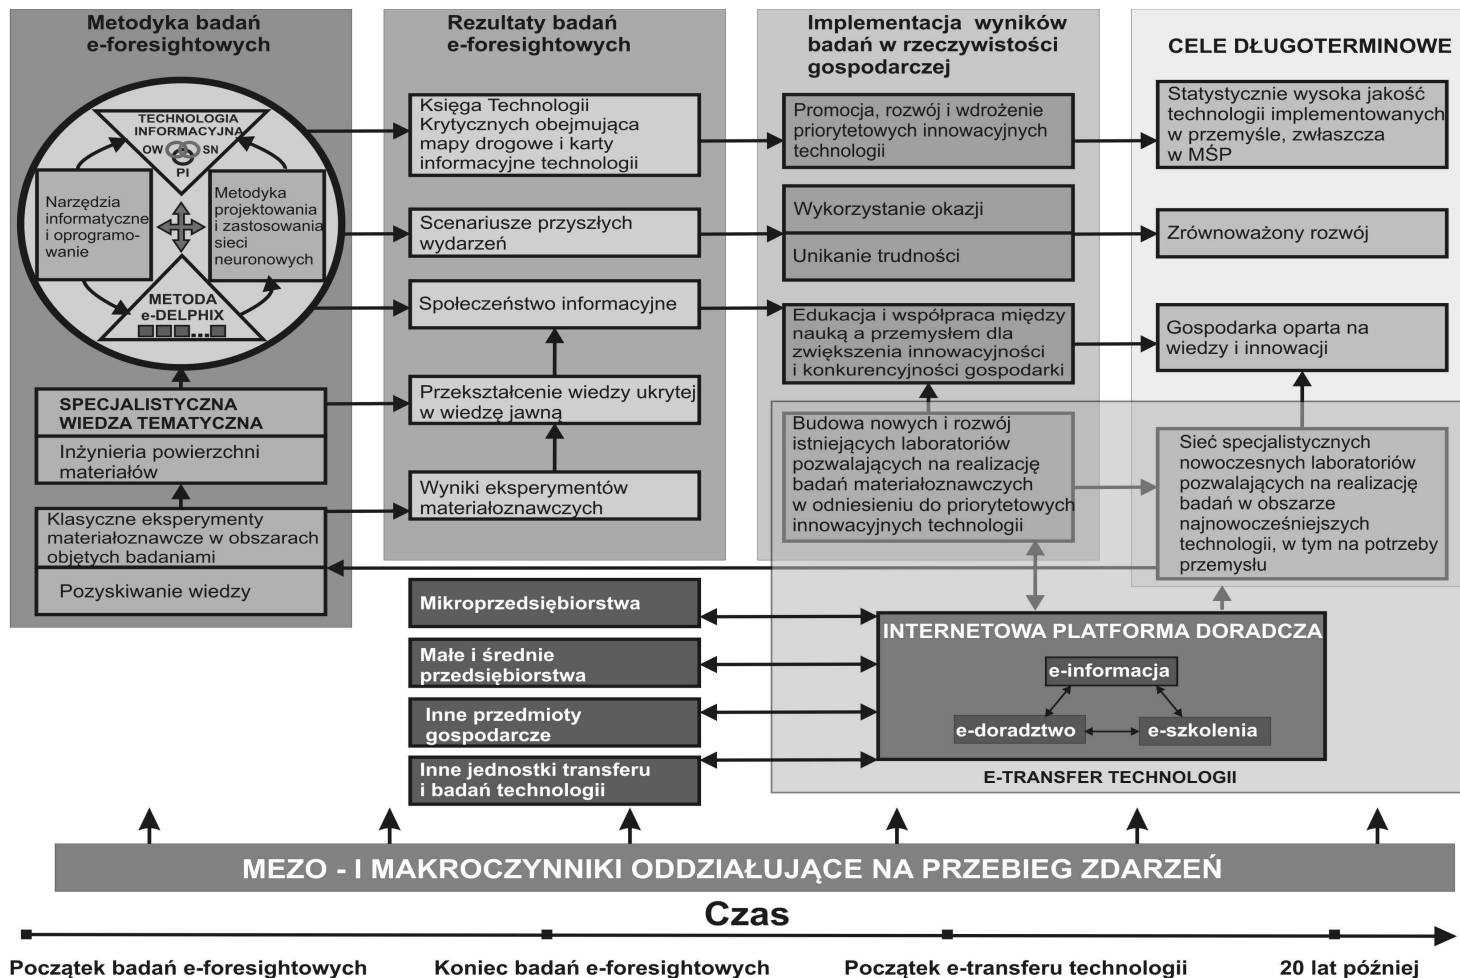 Metodyka badań
e-foresightowych
TECHNOLOGIA
INFORMACYJNA
OW
SN
PI
Narzędzia
informatyczne
i oprogramo-
wanie
Metodyka
projektowania
i zastosowania
sieci
neuronowych
METODA
e-DELPHIX
...
SPECJALISTYCZNA
WIEDZA TEMATYCZNA
Inżynieria powierzchni
materiałów
Klasyczne eksperymenty
materiałoznawcze w obszarach
objętych badaniami
Pozyskiwanie wiedzy
Rezultaty badań
e-foresightowych
Księga Technologii
Krytycznych obejmująca
mapy drogowe i karty
informacyjne technologii
Scenariusze przyszłych
wydarzeń
Społeczeństwo informacyjne
Przekształcenie wiedzy ukrytej
w wiedzę jawną
Wyniki eksperymentów
materiałoznawczych
Implementacja wyników
badań w rzeczywistości
gospodarczej
Promocja, rozwój i wdrożenie
priorytetowych innowacyjnych
technologii
Wykorzystanie okazji
Unikanie trudności
Edukacja i współpraca między
nauką a przemysłem dla
zwiększenia innowacyjności
i konkurencyjności gospodarki
Budowa nowych i rozwój
istniejących laboratoriów
pozwalających na realizację
badań materiałoznawczych
w odniesieniu do priorytetowych
innowacyjnych technologii
CELE DŁUGOTERMINOWE
Statystycznie wysoka jakość
technologii implementowanych
w przemyśle, zwłaszcza
w MŚP
Zrównoważony rozwój
Gospodarka oparta na
wiedzy i innowacji
Sieć specjalistycznych
nowoczesnych laboratoriów
pozwalających na realizację
badań w obszarze
najnowocześniejszych
technologii, w tym na potrzeby
przemysłu
Mikroprzedsiębiorstwa
Małe i średnie
przedsiębiorstwa
Inne przedmioty
gospodarcze
Inne jednostki transferu
i badań technologii
INTERNETOWA PLATFORMA DORADCZA
e-informacja
e-doradztwo
e-szkolenia
E-TRANSFER TECHNOLOGII
MEZO - I MAKROCZYNNIKI ODDZIAŁUJĄCE NA PRZEBIEG ZDARZEŃ
Czas
Początek badań e-foresightowych
Koniec badań e-foresightowych
Początek e-transferu technologii
20 lat później